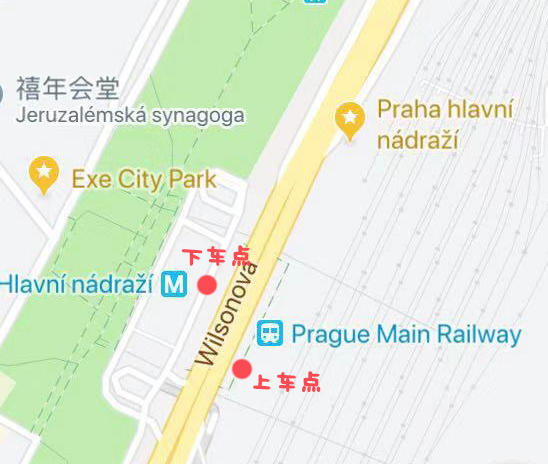 禧年会堂
Jeruzalémská synagoga
Praha hlavní
nádraží
Exe City Park
下车点
Hlavní nádraží M
Wilsonova
Prague Main Railway
上车点